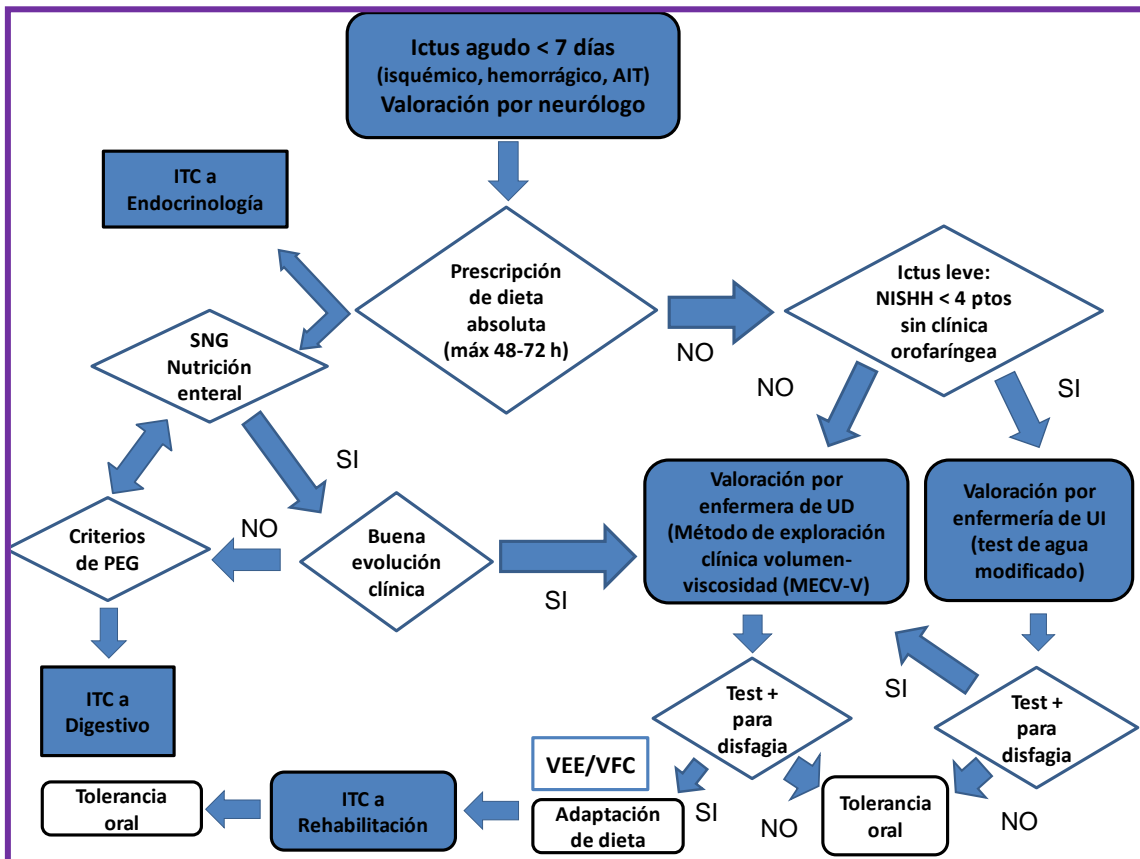 Ictus agudo < 7 días
(isquémico, hemorrágico, AIT)
Valoración por neurólogo
ITC a
Endocrinología
Prescripción
de dieta
absoluta
(máx 48-72 h)
NO
Ictus leve:
NISHH < 4 ptos
sin clínica
orofaríngea
SNG
Nutrición
enteral
NO
SI
SI
Criterios
de PEG
NO
Buena
evolución
clínica
SI
Valoración por
enfermera de UD
(Método de exploración
clínica volumen-
viscosidad (MECV-V)
Valoración por
enfermería de UI
(test de agua
modificado)
ITC a
Digestivo
Test +
para
disfagia
SI
Test +
para
disfagia
VEE/VFC
SI
NO
NO
Tolerancia
oral
ITC a
Rehabilitación
Adaptación
de dieta
Tolerancia
oral